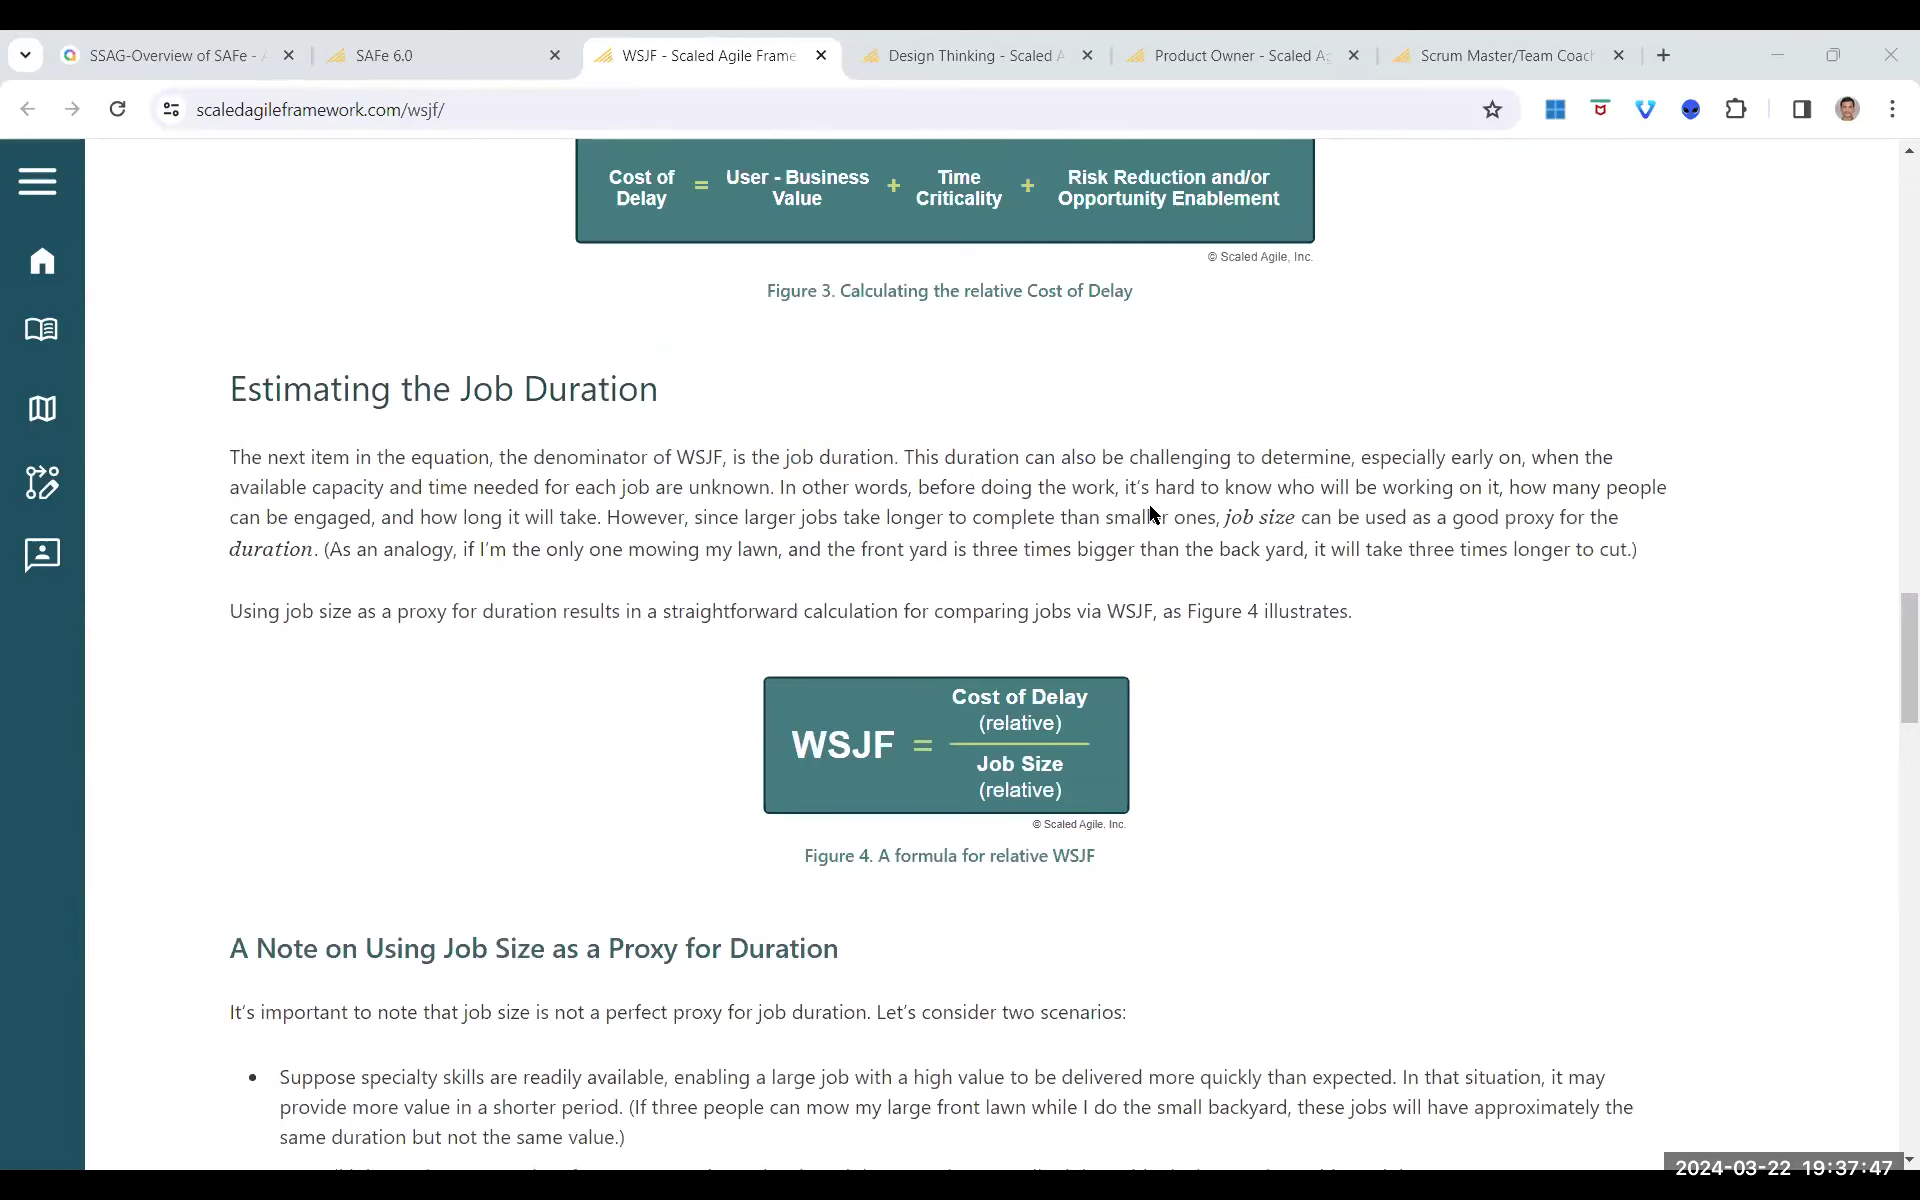 SSAG-Overview of SAFe -
SAFe 6.0
WSJF - Scaled Agile Frame
Design Thinking - Scaled A
Product Owner - Scaled Ag
Scrum Master/Team Coac
scaledagileframework.com/wsjf/
Cost of Delay = User - Business Value + Time Criticality + Risk Reduction and/or Opportunity Enablement
© Scaled Agile, Inc.
Figure 3. Calculating the relative Cost of Delay
Estimating the Job Duration
The next item in the equation, the denominator of WSJF, is the job duration. This duration can also be challenging to determine, especially early on, when the
available capacity and time needed for each job are unknown. In other words, before doing the work, it's hard to know who will be working on it, how many people
can be engaged, and how long it will take. However, since larger jobs take longer to complete than smaller ones, job size can be used as a good proxy for the
duration. (As an analogy, if I'm the only one mowing my lawn, and the front yard is three times bigger than the back yard, it will take three times longer to cut.)
Using job size as a proxy for duration results in a straightforward calculation for comparing jobs via WSJF, as Figure 4 illustrates.
Cost of Delay
(relative)
WSJF =
Job Size
(relative)
© Scaled Agile, Inc.
Figure 4. A formula for relative WSJF
A Note on Using Job Size as a Proxy for Duration
It's important to note that job size is not a perfect proxy for job duration. Let's consider two scenarios:
• Suppose specialty skills are readily available, enabling a large job with a high value to be delivered more quickly than expected. In that situation, it may
provide more value in a shorter period. (If three people can mow my large front lawn while I do the small backyard, these jobs will have approximately the
same duration but not the same value.)
2024-03-22 19:37:47